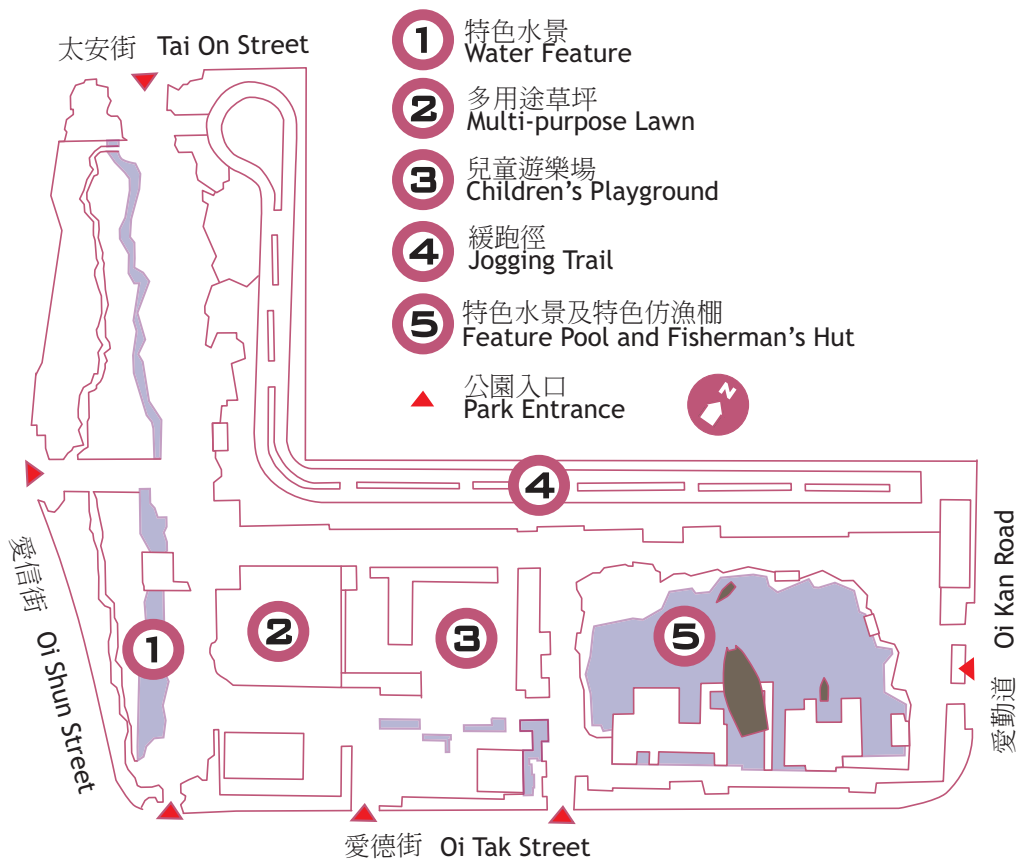 太安街 Tai On Street
1 特色水景
Water Feature
2 多用途草坪
Multi-purpose Lawn
3 兒童遊樂場
Children's Playground
4 緩跑徑
Jogging Trail
5 特色水景及特色仿漁棚
Feature Pool and Fisherman's Hut
公園入口
Park Entrance
N
4
愛信街 Oi Shun Street
1
2
3
5
愛勤道 Oi Kan Road
愛德街 Oi Tak Street